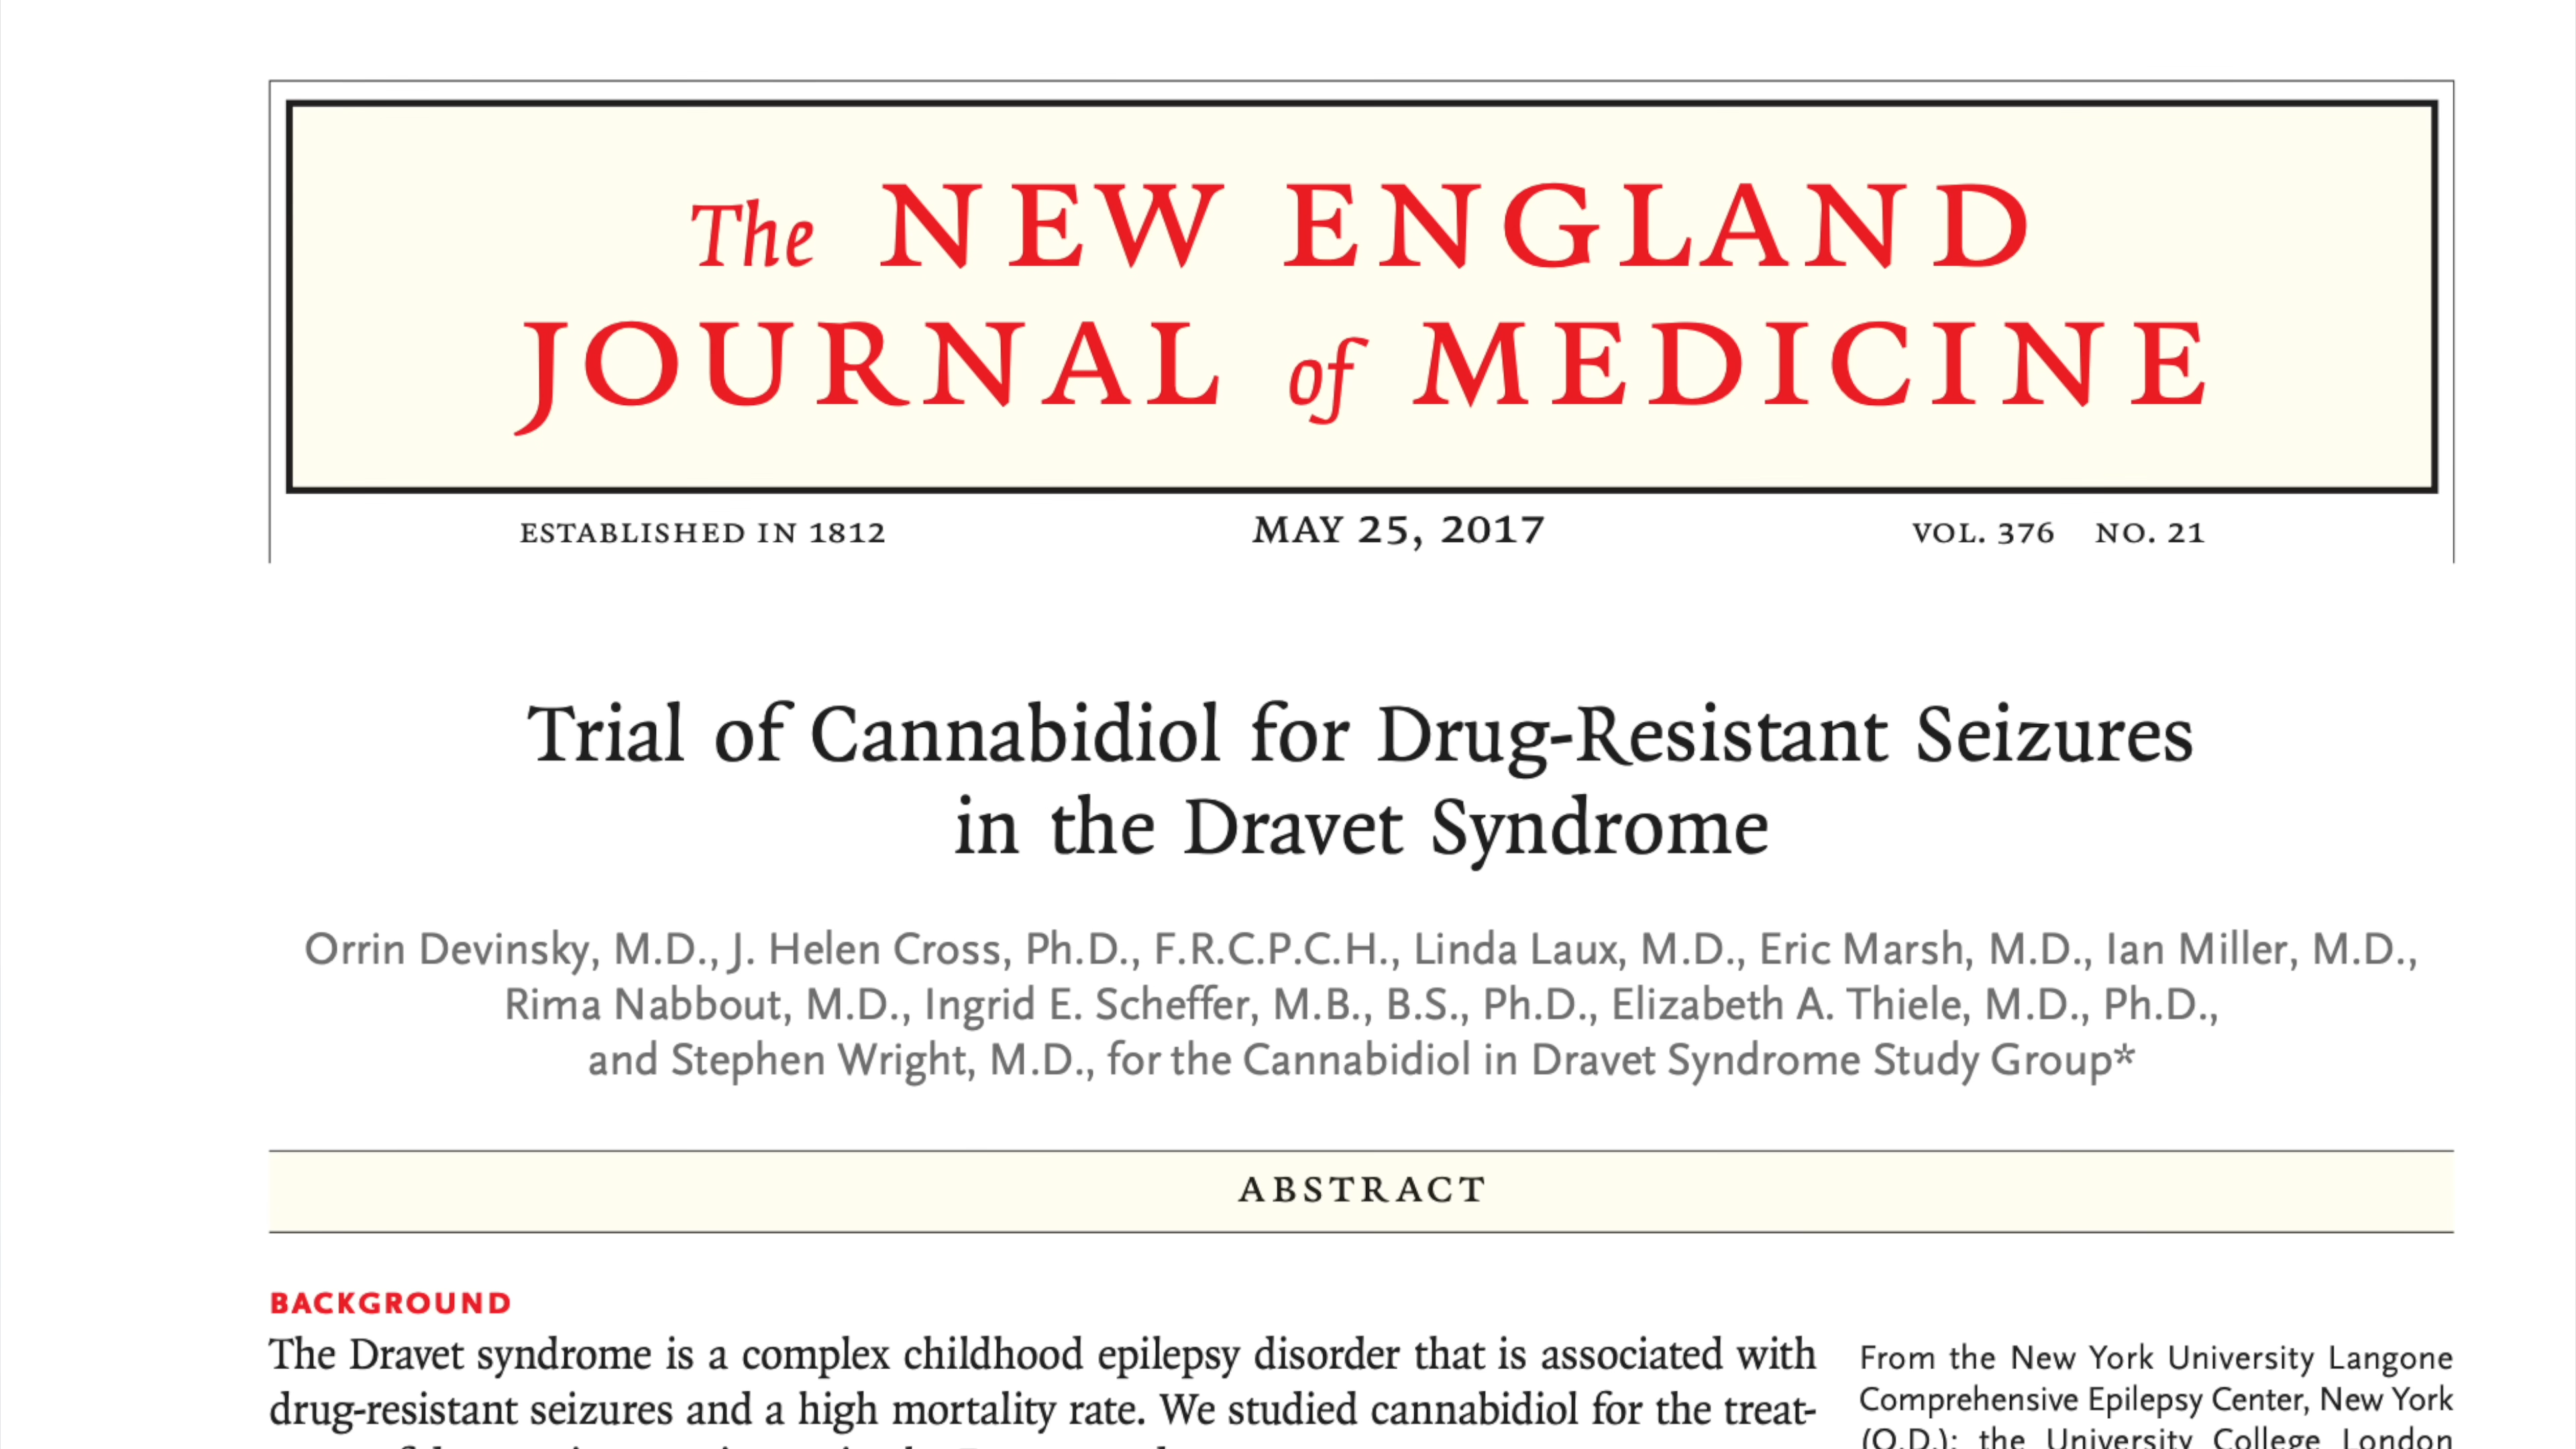 The NEW ENGLAND
JOURNAL of MEDICINE
ESTABLISHED IN 1812 MAY 25, 2017 VOL. 376 NO. 21
Trial of Cannabidiol for Drug-Resistant Seizures
in the Dravet Syndrome
Orrin Devinsky, M.D., J. Helen Cross, Ph.D., F.R.C.P.C.H., Linda Laux, M.D., Eric Marsh, M.D., Ian Miller, M.D.,
Rima Nabbout, M.D., Ingrid E. Scheffer, M.B., B.S., Ph.D., Elizabeth A. Thiele, M.D., Ph.D.,
and Stephen Wright, M.D., for the Cannabidiol in Dravet Syndrome Study Group*
ABSTRACT
BACKGROUND
The Dravet syndrome is a complex childhood epilepsy disorder that is associated with
drug-resistant seizures and a high mortality rate. We studied cannabidiol for the treat-
From the New York University Langone
Comprehensive Epilepsy Center, New York
(O.D.); the University College London